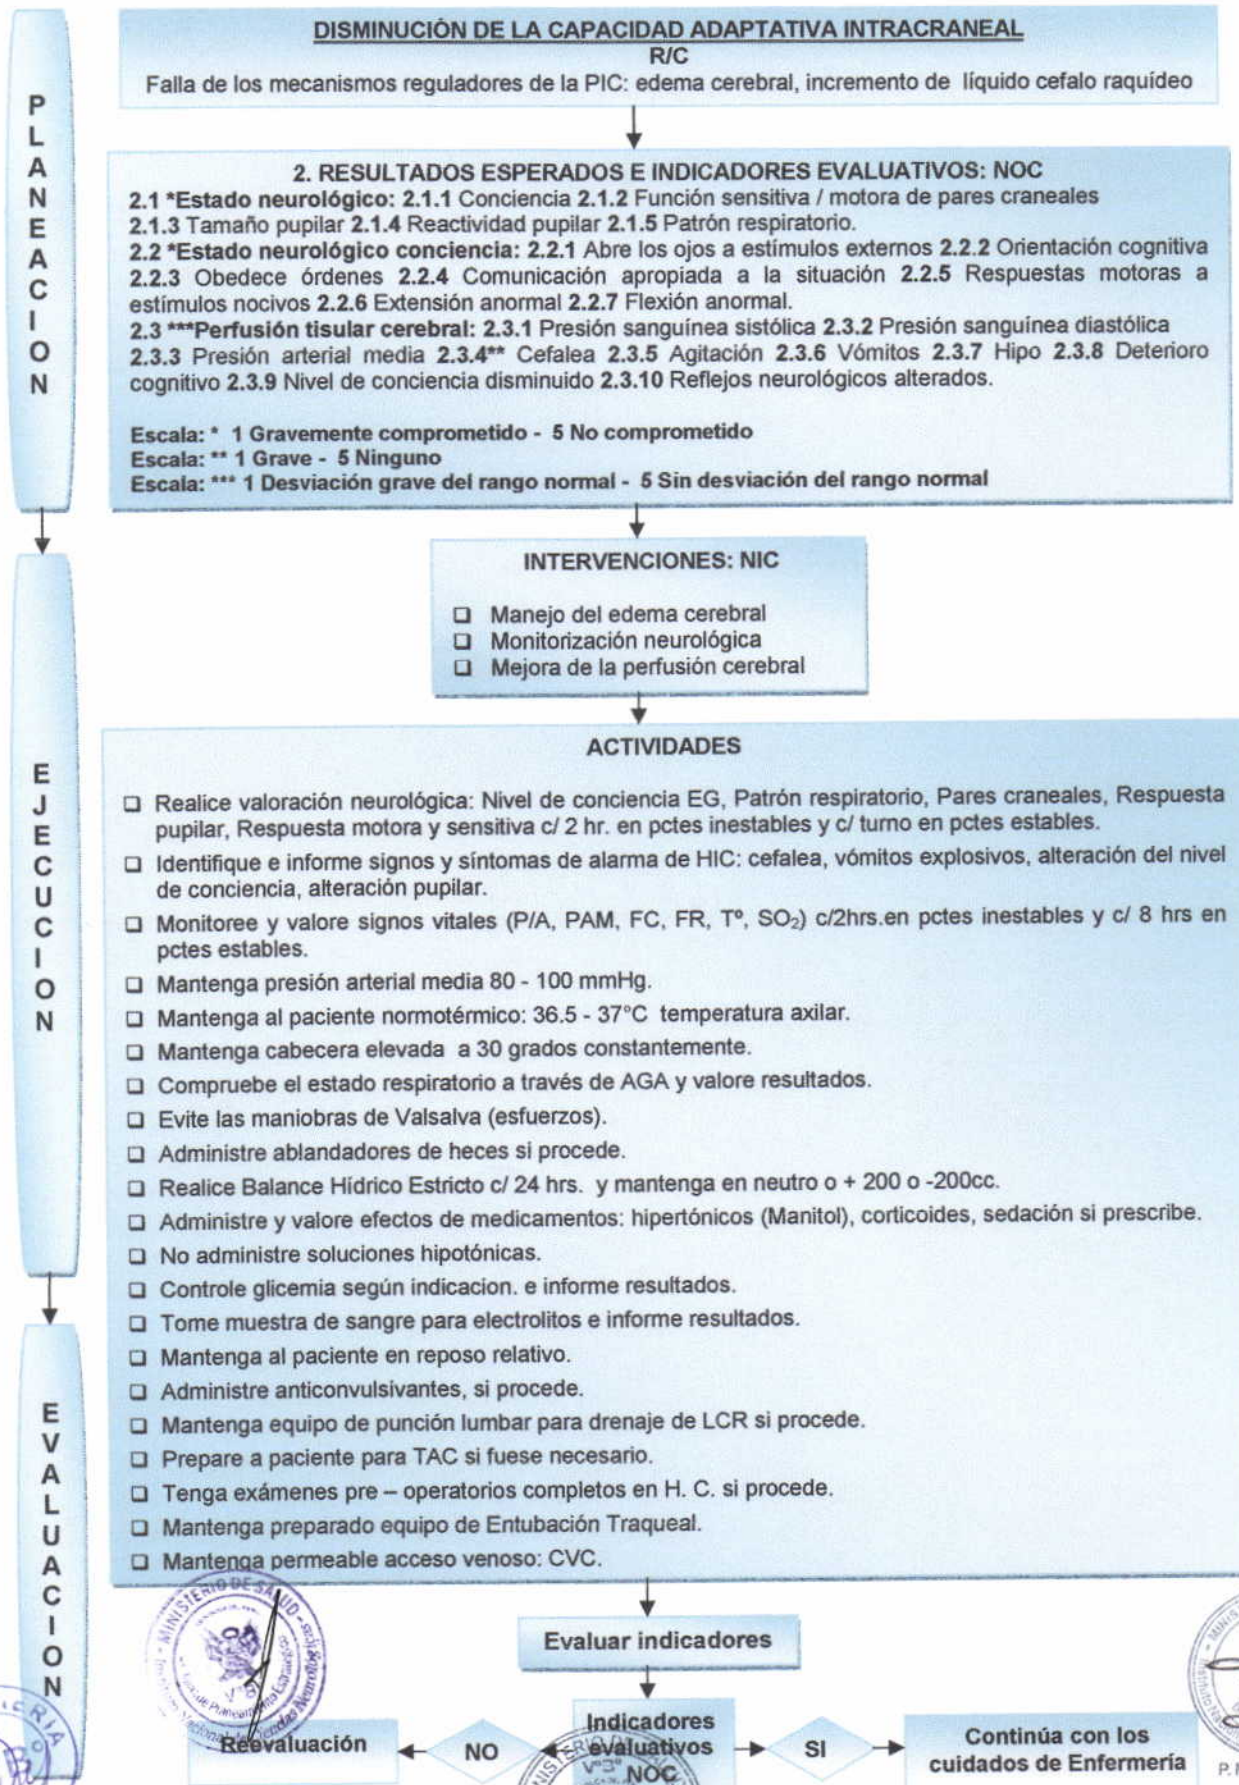 DISMINUCIÓN DE LA CAPACIDAD ADAPTATIVA INTRACRANEAL
R/C
Falla de los mecanismos reguladores de la PIC: edema cerebral, incremento de líquido cefalo raquídeo
PLANEACION
2. RESULTADOS ESPERADOS E INDICADORES EVALUATIVOS: NOC
2.1 *Estado neurológico: 2.1.1 Conciencia 2.1.2 Función sensitiva / motora de pares craneales
2.1.3 Tamaño pupilar 2.1.4 Reactividad pupilar 2.1.5 Patrón respiratorio.
2.2 *Estado neurológico conciencia: 2.2.1 Abre los ojos a estímulos externos 2.2.2 Orientación cognitiva
2.2.3 Obedece órdenes 2.2.4 Comunicación apropiada a la situación 2.2.5 Respuestas motoras a
estímulos nocivos 2.2.6 Extensión anormal 2.2.7 Flexión anormal.
2.3 ***Perfusión tisular cerebral: 2.3.1 Presión sanguínea sistólica 2.3.2 Presión sanguínea diastólica
2.3.3 Presión arterial media 2.3.4** Cefalea 2.3.5 Agitación 2.3.6 Vómitos 2.3.7 Hipo 2.3.8 Deterioro
cognitivo 2.3.9 Nivel de conciencia disminuido 2.3.10 Reflejos neurológicos alterados.
Escala: * 1 Gravemente comprometido - 5 No comprometido
Escala: ** 1 Grave - 5 Ninguno
Escala: *** 1 Desviación grave del rango normal - 5 Sin desviación del rango normal
INTERVENCIONES: NIC
❑ Manejo del edema cerebral
❑ Monitorización neurológica
❑ Mejora de la perfusión cerebral
EJECUCION
ACTIVIDADES
❑ Realice valoración neurológica: Nivel de conciencia EG, Patrón respiratorio, Pares craneales, Respuesta
pupilar, Respuesta motora y sensitiva c/ 2 hr. en pctes inestables y c/ turno en pctes estables.
❑ Identifique e informe signos y síntomas de alarma de HIC: cefalea, vómitos explosivos, alteración del nivel
de conciencia, alteración pupilar.
❑ Monitoree y valore signos vitales (P/A, PAM, FC, FR, Tº, SO₂) c/2hrs.en pctes inestables y c/ 8 hrs en
pctes estables.
❑ Mantenga presión arterial media 80 - 100 mmHg.
❑ Mantenga al paciente normotérmico: 36.5 - 37°C temperatura axilar.
❑ Mantenga cabecera elevada a 30 grados constantemente.
❑ Compruebe el estado respiratorio a través de AGA y valore resultados.
❑ Evite las maniobras de Valsalva (esfuerzos).
❑ Administre ablandadores de heces si procede.
❑ Realice Balance Hídrico Estricto c/ 24 hrs. y mantenga en neutro o + 200 o -200cc.
❑ Administre y valore efectos de medicamentos: hipertónicos (Manitol), corticoides, sedación si prescribe.
❑ No administre soluciones hipotónicas.
❑ Controle glicemia según indicacion. e informe resultados.
❑ Tome muestra de sangre para electrolitos e informe resultados.
❑ Mantenga al paciente en reposo relativo.
❑ Administre anticonvulsivantes, si procede.
❑ Mantenga equipo de punción lumbar para drenaje de LCR si procede.
❑ Prepare a paciente para TAC si fuese necesario.
❑ Tenga exámenes pre – operatorios completos en H. C. si procede.
❑ Mantenga preparado equipo de Entubación Traqueal.
❑ Mantenga permeable acceso venoso: CVC.
EVALUACION
MINISTERIO DE SALUD
Evaluar indicadores
Reevaluación
NO
Indicadores
evaluativos
NOC
SI
Continúa con los
cuidados de Enfermería